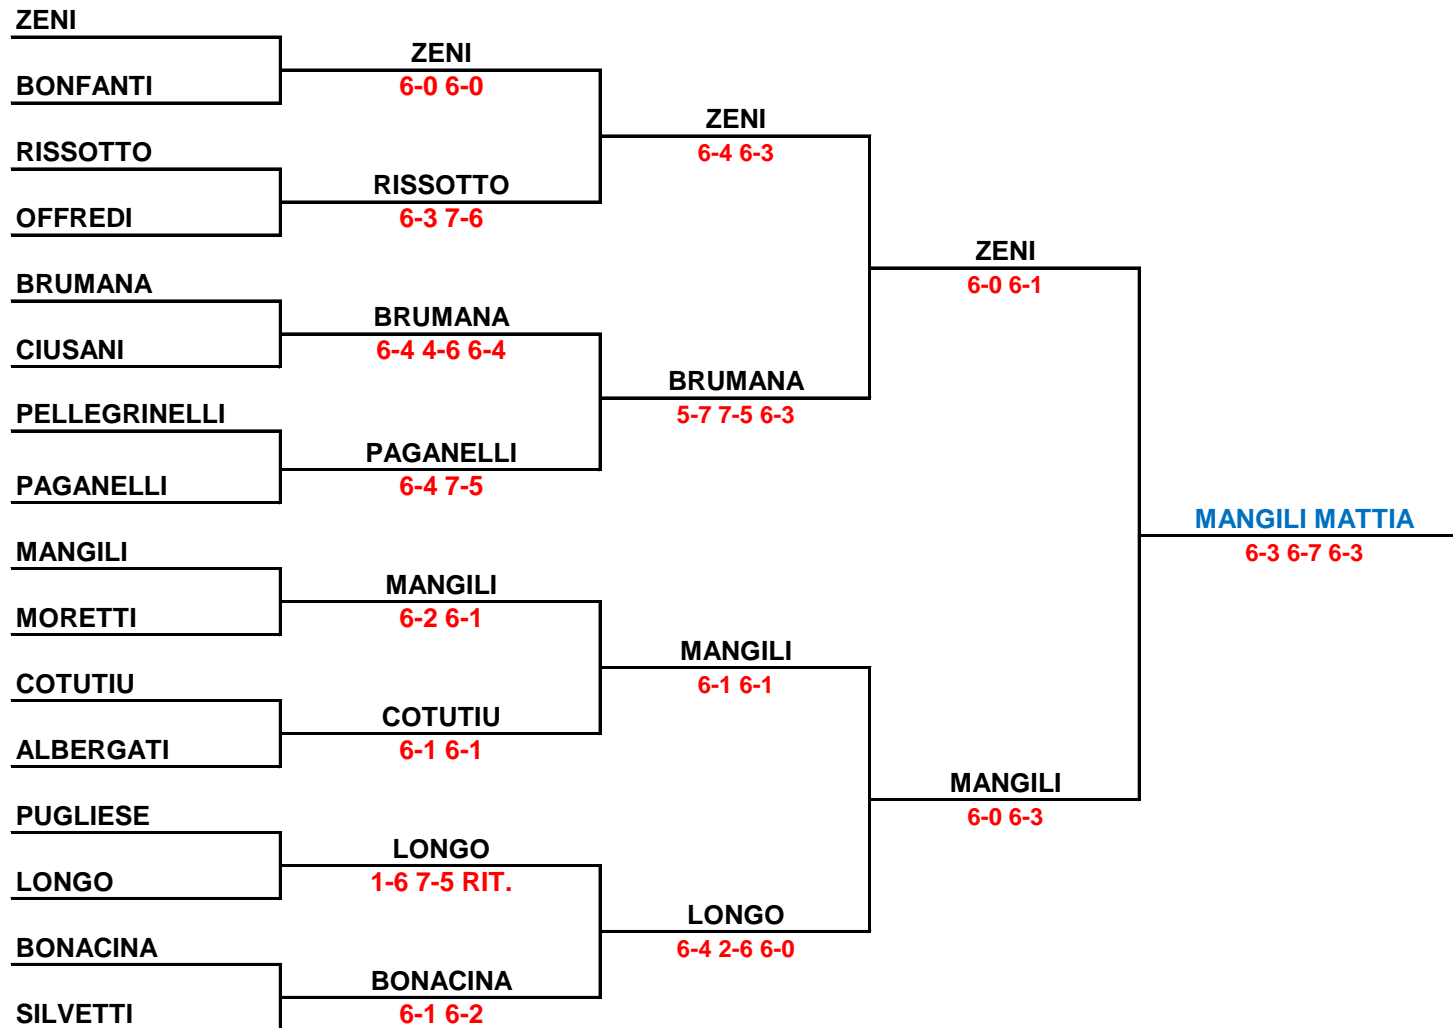 ZENI
BONFANTI
RISSOTTO
OFFREDI
BRUMANA
CIUSANI
PELLEGRINELLI
PAGANELLI
MANGILI
MORETTI
COTUTIU
ALBERGATI
PUGLIESE
LONGO
BONACINA
SILVETTI
ZENI
6-0 6-0
RISSOTTO
6-3 7-6
BRUMANA
6-4 4-6 6-4
PAGANELLI
6-4 7-5
MANGILI
6-2 6-1
COTUTIU
6-1 6-1
LONGO
1-6 7-5 RIT.
BONACINA
6-1 6-2
ZENI
6-4 6-3
BRUMANA
5-7 7-5 6-3
MANGILI
6-1 6-1
LONGO
6-4 2-6 6-0
ZENI
6-0 6-1
MANGILI
6-0 6-3
MANGILI MATTIA
6-3 6-7 6-3